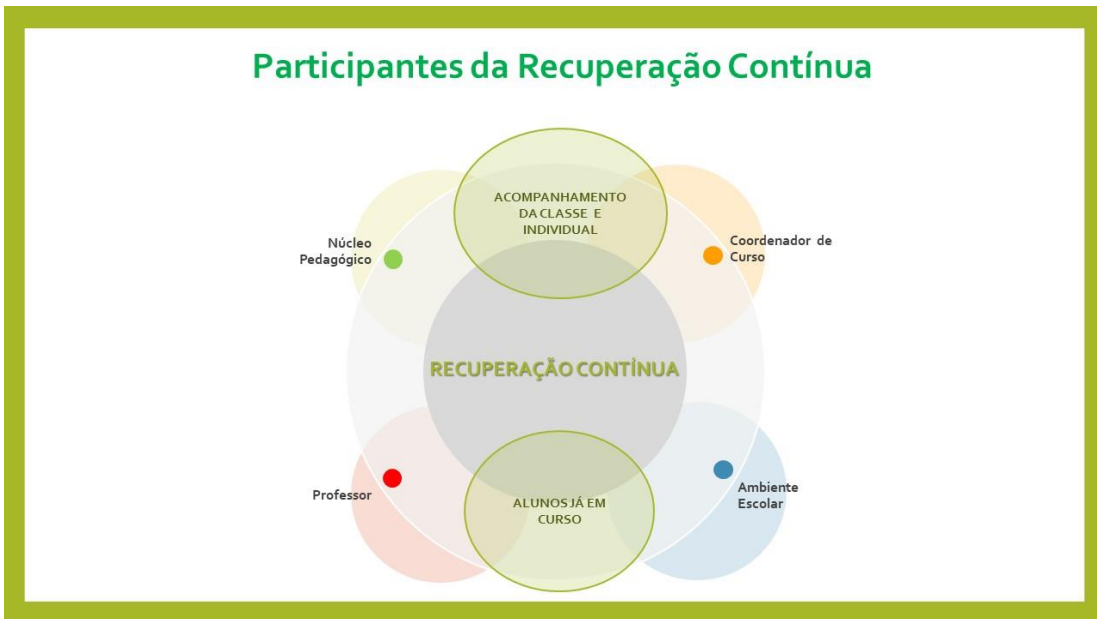 Participantes da Recuperação Contínua
ACOMPANHAMENTO
DA CLASSE E
INDIVIDUAL
Núcleo
Pedagógico
Coordenador de
Curso
RECUPERAÇÃO CONTÍNUA
Professor
ALUNOS JÁ EM
CURSO
Ambiente
Escolar